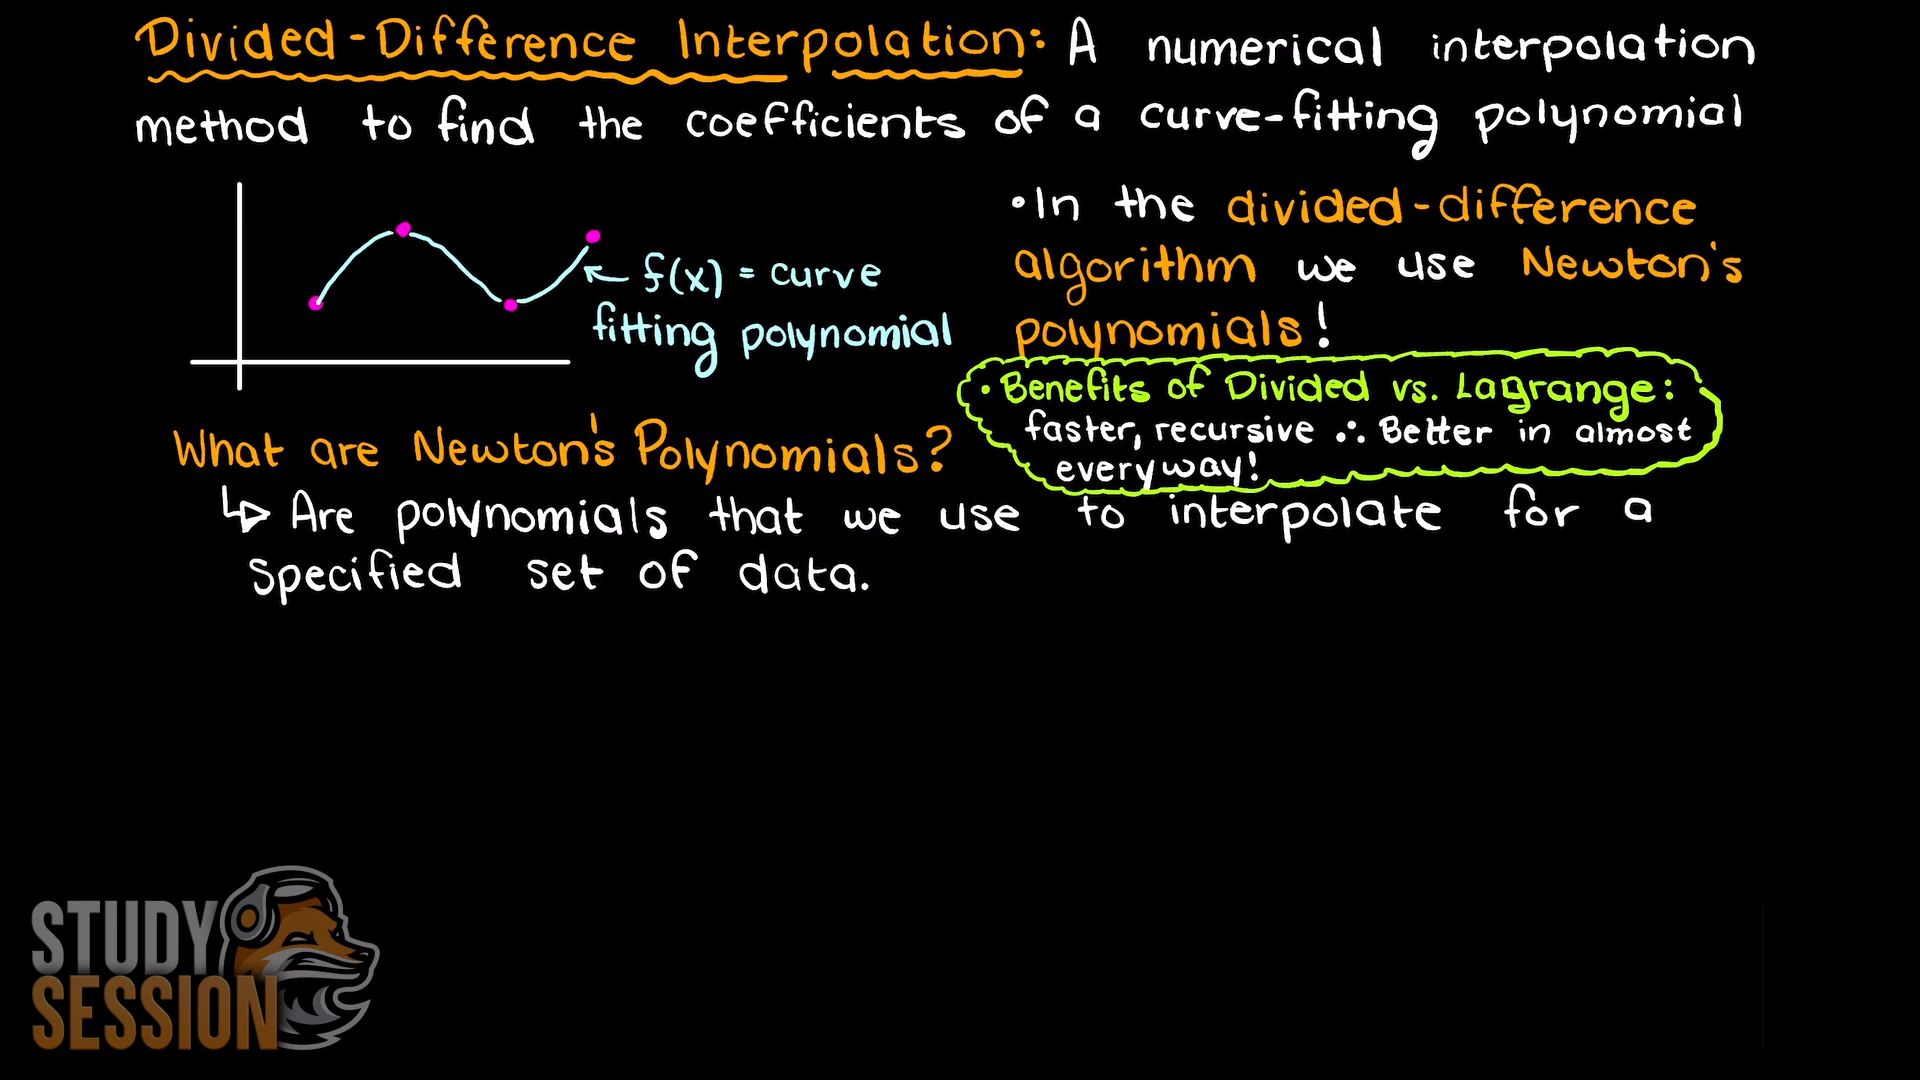 Divided-Difference Interpolation: A numerical interpolation
method to find the coefficients of a curve-fitting polynomial
f(x) = curve
fitting polynomial
•In the divided-difference
algorithm we use Newton's
polynomials!
• Benefits of Divided vs. Lagrange:
faster, recursive ∴ Better in almost
every way!
What are Newton's Polynomials?
↳ Are polynomials that we use to interpolate for a
specified set of data.
STUDY
SESSION